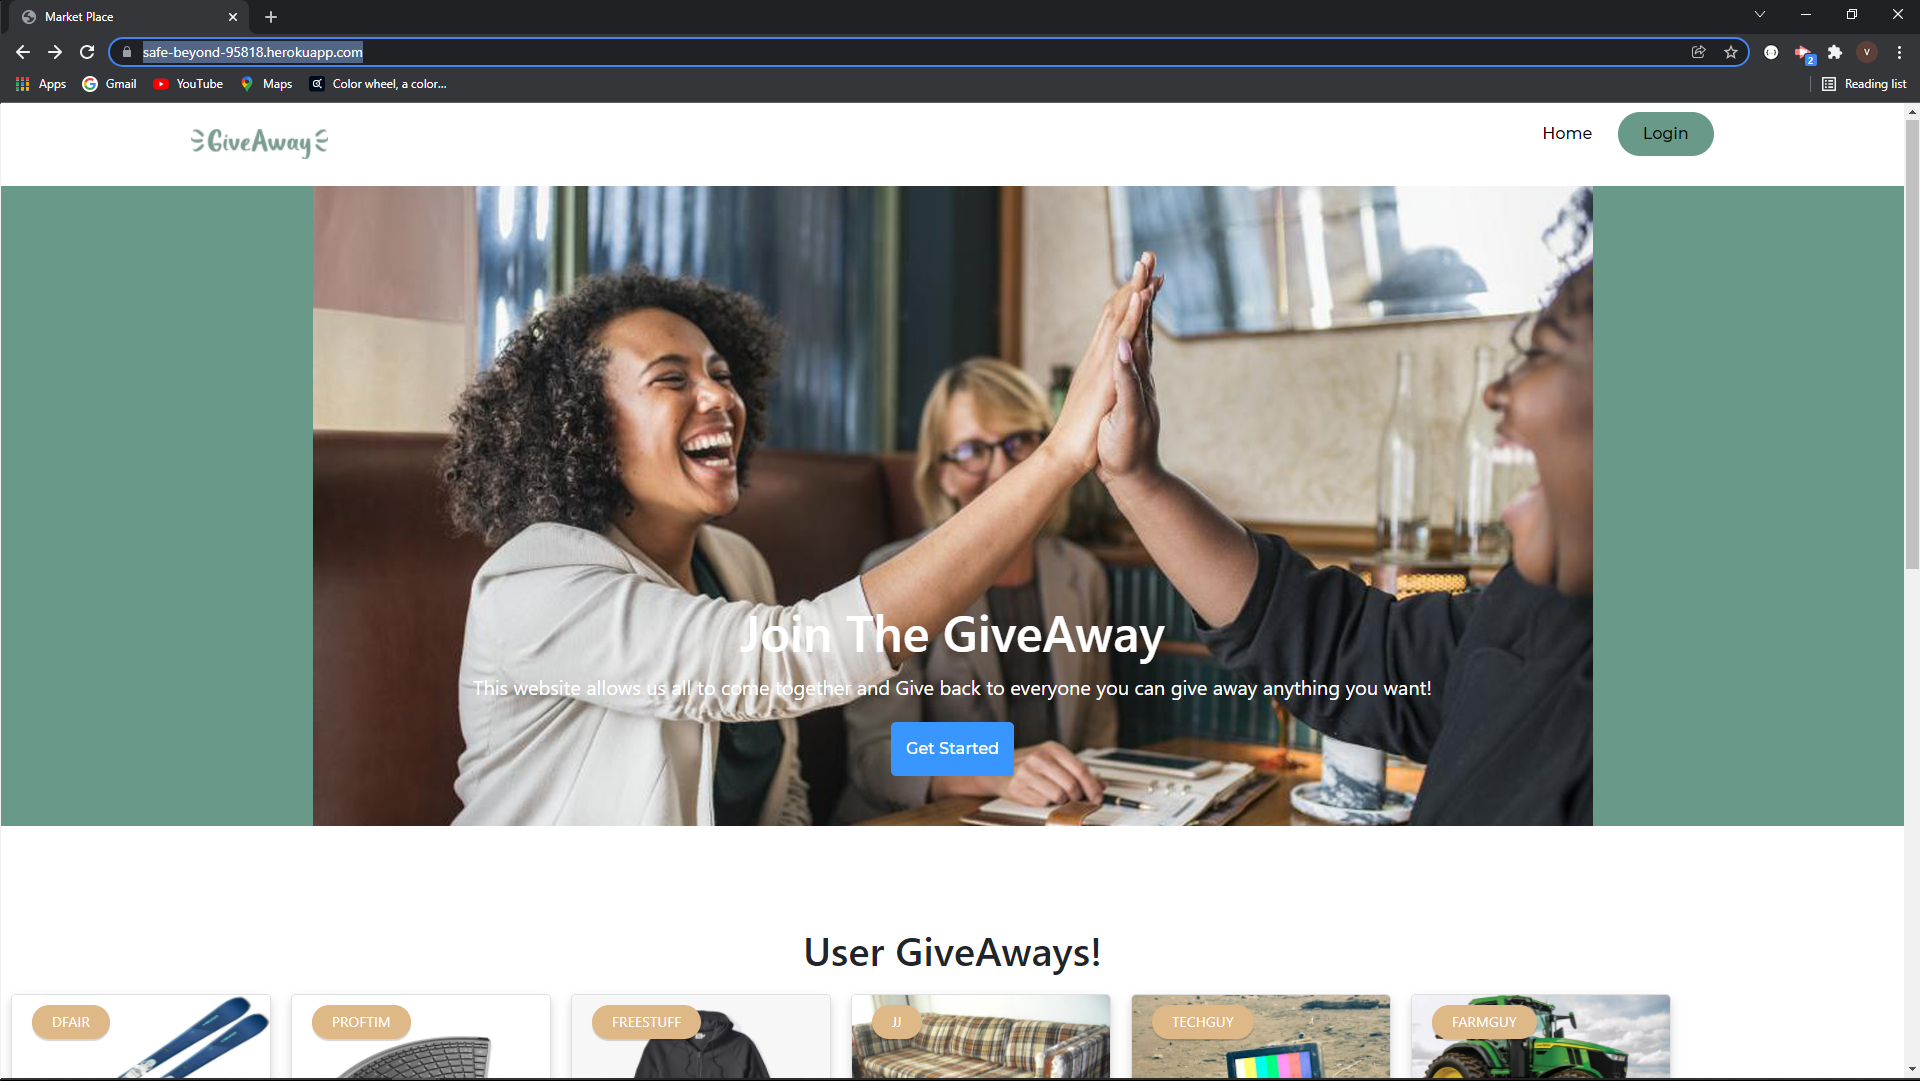 Market Place
safe-beyond-95818.herokuapp.com
2
V
Apps
Gmail
YouTube
Maps
Color wheel, a color...
Reading list
GiveAway
Home
Login
Join The GiveAway
This website allows us all to come together and Give back to everyone you can give away anything you want!
Get Started
User GiveAways!
DFAIR
PROFTIM
FREESTUFF
JJ
TECHGUY
FARMGUY